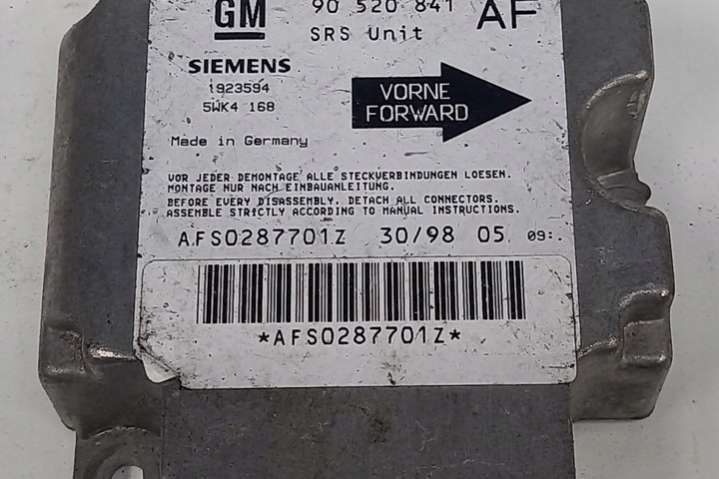 GM 90 520 841 AF
SRS Unit
SIEMENS
1923594
5WK4 168
VORNE
FORWARD
Made in Germany
VOR JEDER DEMONTAGE ALLE STECKVERBINDUNGEN LOESEN.
MONTAGE NUR NACH EINBAUANLEITUNG.
BEFORE EVERY DISASSEMBLY, DETACH ALL CONNECTORS.
ASSEMBLE STRICTLY ACCORDING TO MANUAL INSTRUCTIONS.
AFS0287701Z 30/98 05 09:
*AFS0287701Z*